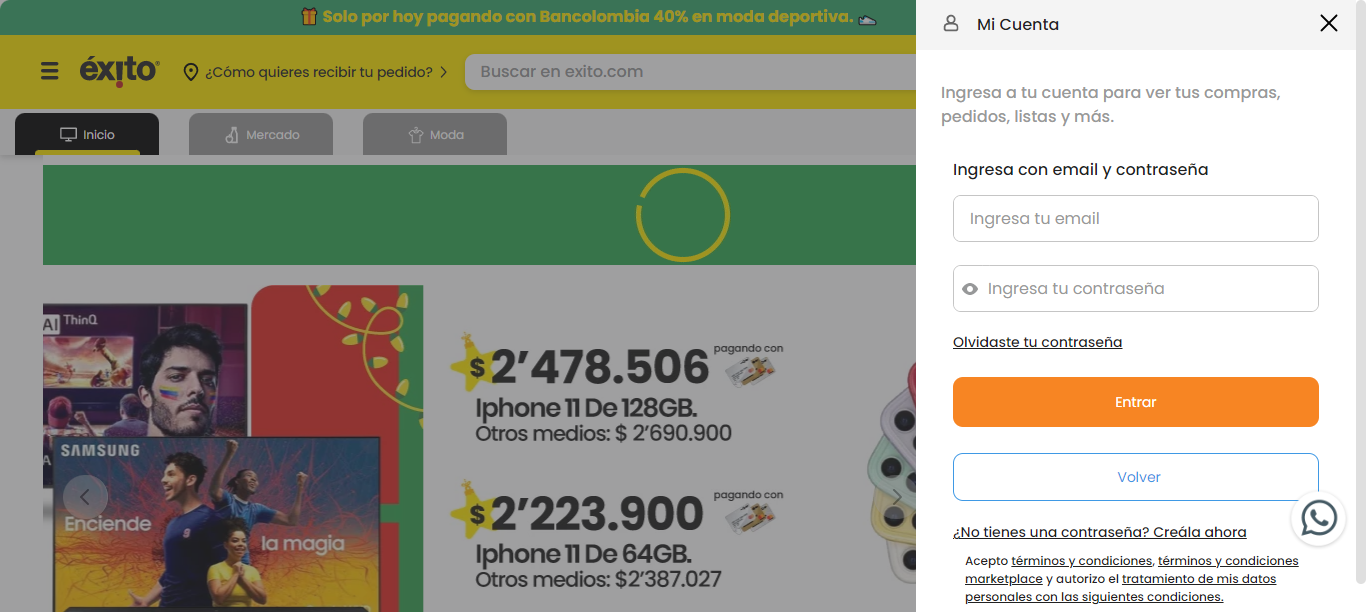 Solo por hoy pagando con Bancolombia 40% en moda deportiva.
éxito
¿Cómo quieres recibir tu pedido?
Buscar en exito.com
Inicio
Mercado
Moda
AI ThinQ
SAMSUNG
Enciende
la magia
$2’478.506
pagando con
Iphone 11 De 128GB.
Otros medios: $ 2’690.900
$2’223.900
pagando con
Iphone 11 De 64GB.
Otros medios: $2’387.027
Mi Cuenta
Ingresa a tu cuenta para ver tus compras,
pedidos, listas y más.
Ingresa con email y contraseña
Ingresa tu email
Ingresa tu contraseña
Olvidaste tu contraseña
Entrar
Volver
¿No tienes una contraseña? Creála ahora
Acepto términos y condiciones, términos y condiciones
marketplace y autorizo el tratamiento de mis datos
personales con las siguientes condiciones.